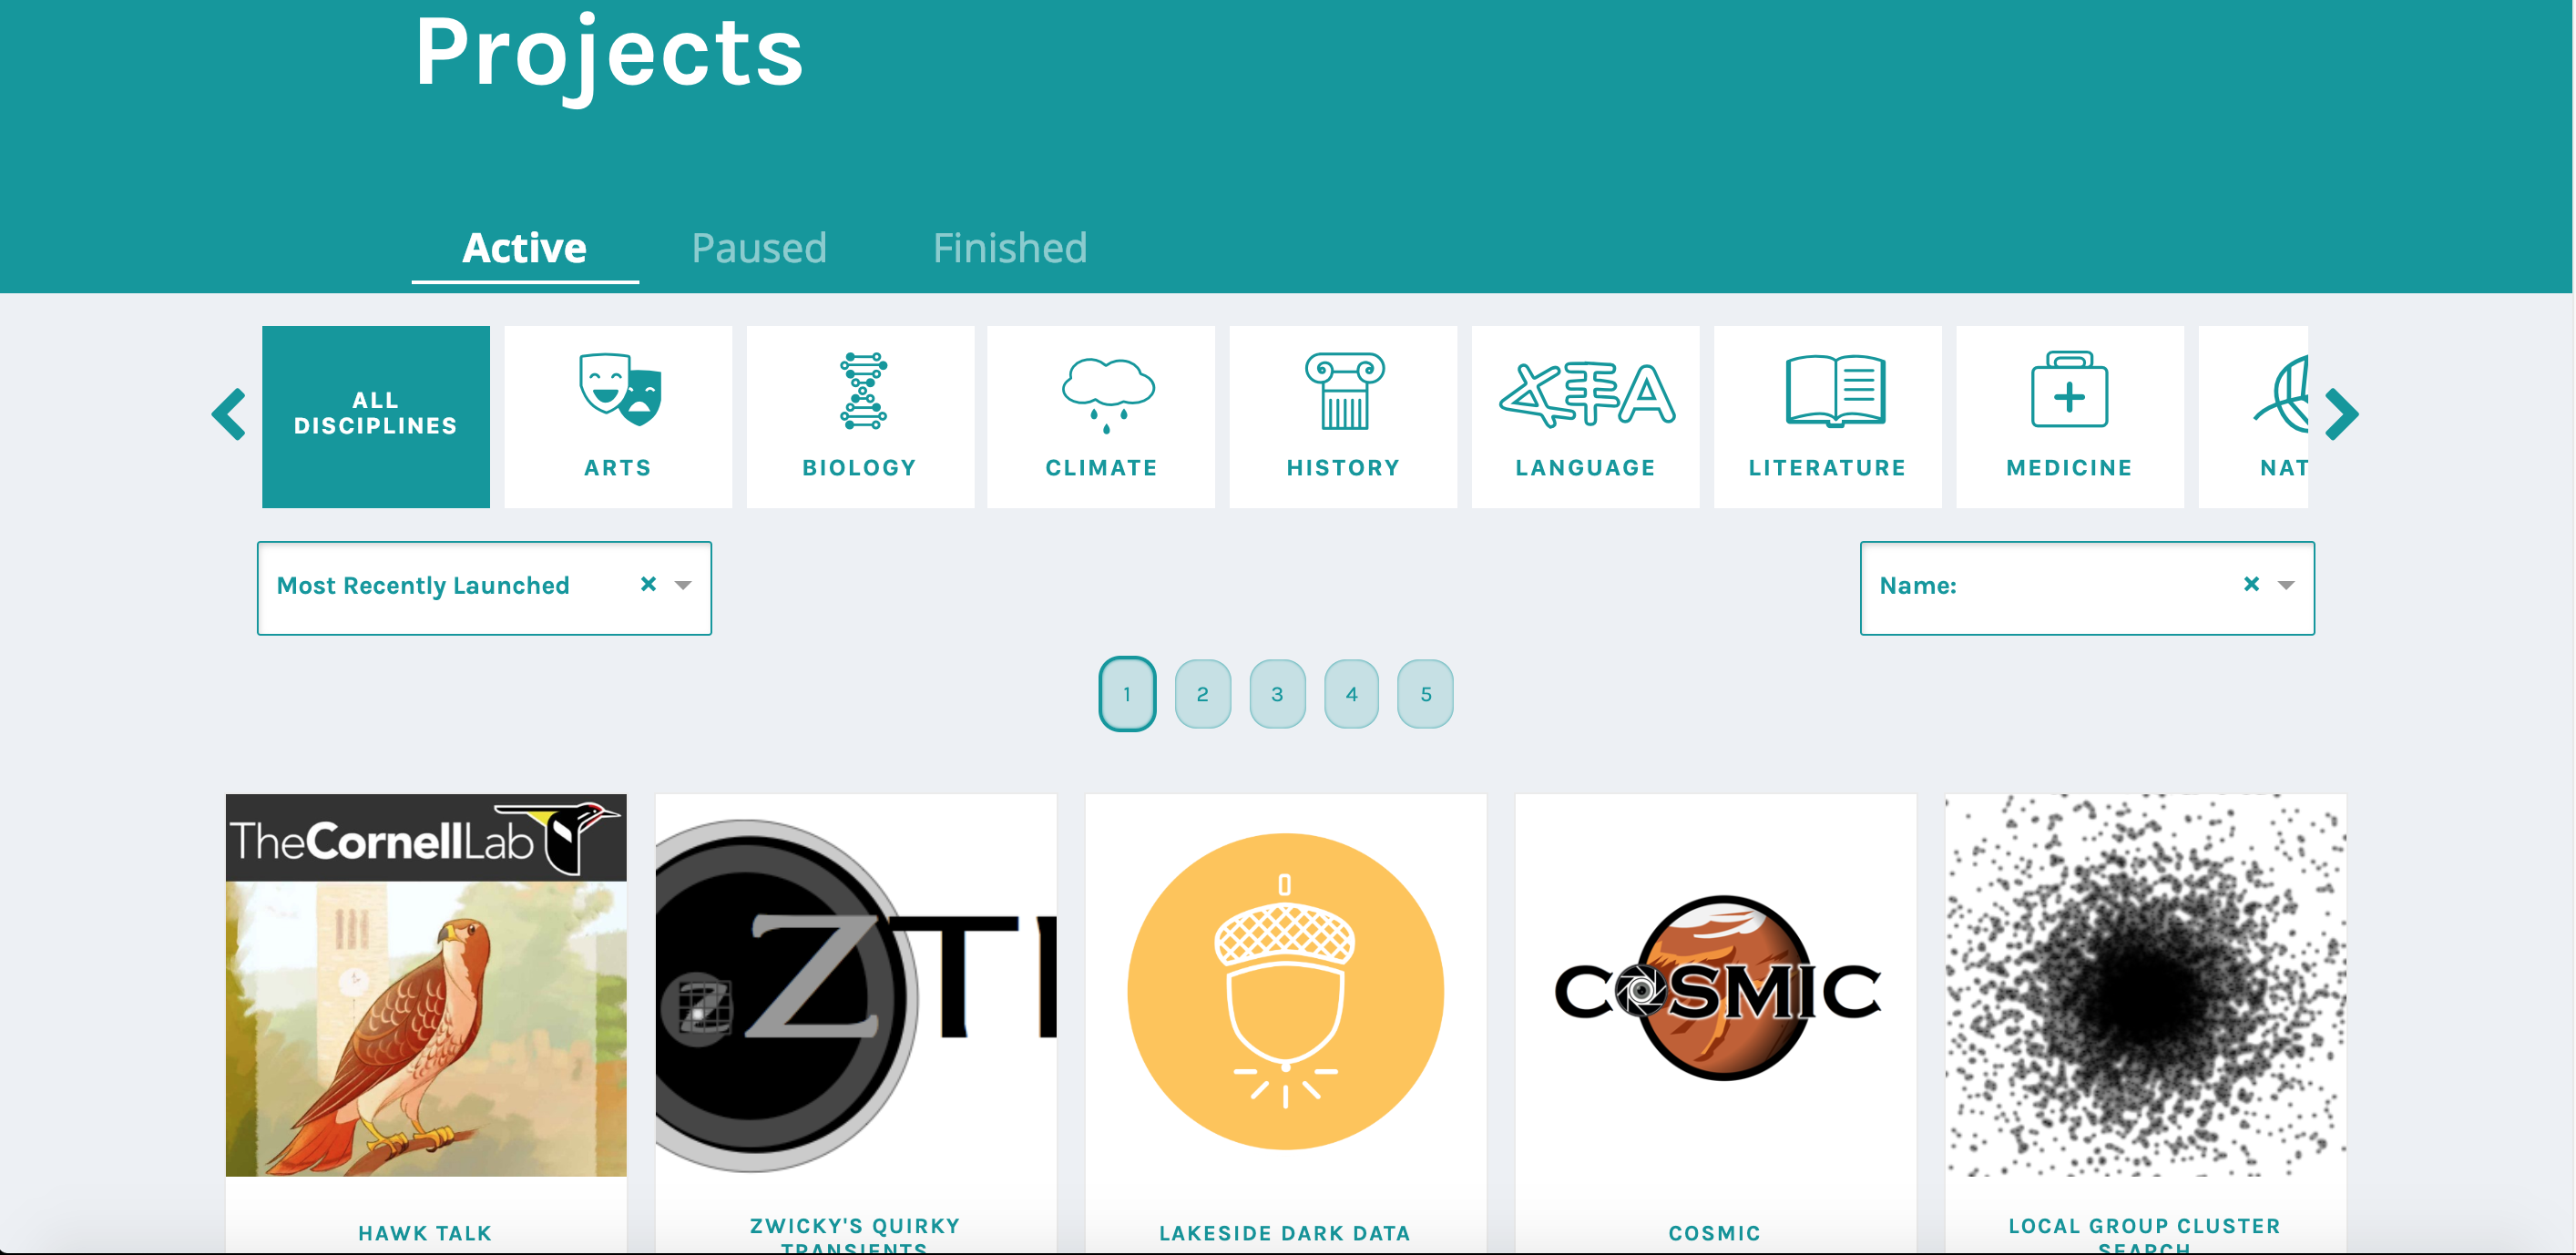 Projects
Active Paused Finished
ALL
DISCIPLINES
ARTS
BIOLOGY
CLIMATE
HISTORY
LANGUAGE
LITERATURE
MEDICINE
NAT
Most Recently Launched
Name:
1 2 3 4 5
TheCornellLab
ZT
COSMIC
HAWK TALK
ZWICKY'S QUIRKY
TRANSIENTS
LAKESIDE DARK DATA
COSMIC
LOCAL GROUP CLUSTER
SEARCH